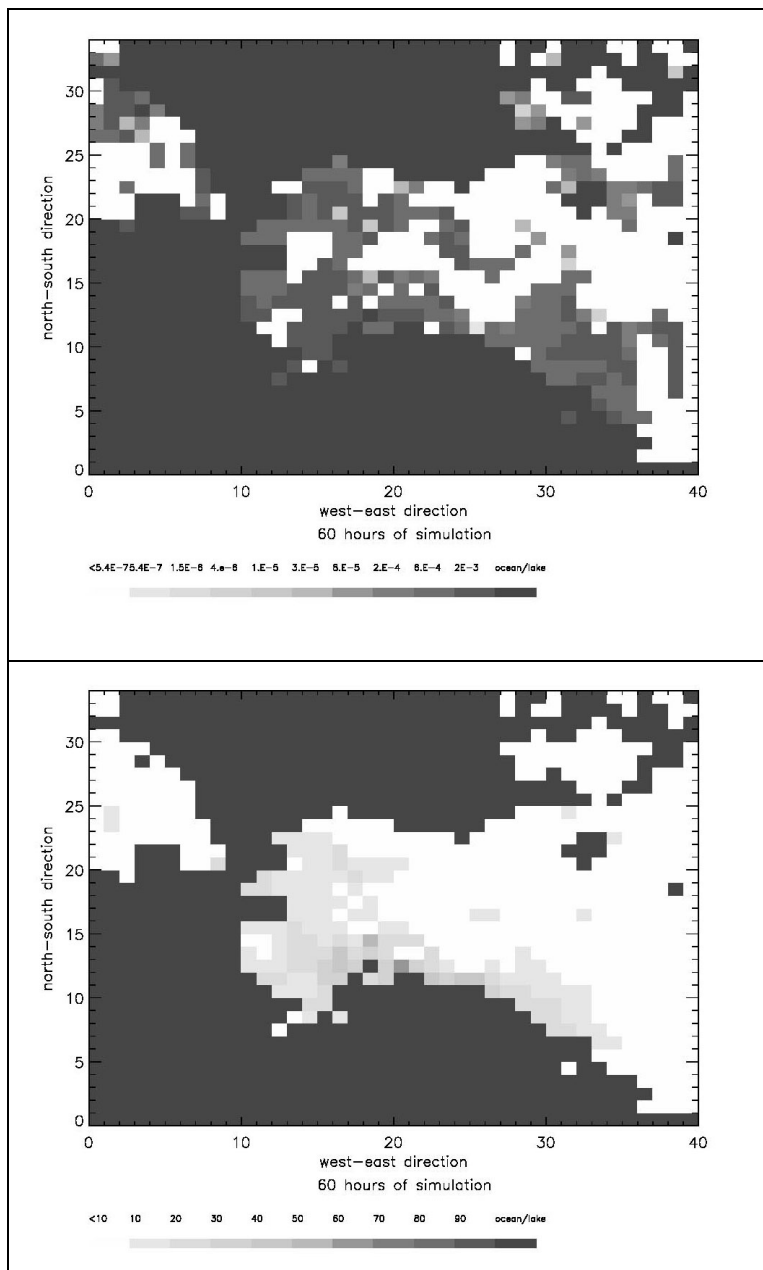 30
25
20
15
10
5
0
north-south direction
0 10 20 30 40
west-east direction
60 hours of simulation
<5.4E-75.4E-7 1.5E-6 4.e-6 1.E-5 3.E-5 6.E-5 2.E-4 6.E-4 2E-3 ocean/lake
30
25
20
15
10
5
0
north-south direction
0 10 20 30 40
west-east direction
60 hours of simulation
<10 10 20 30 40 50 60 70 80 90 ocean/lake